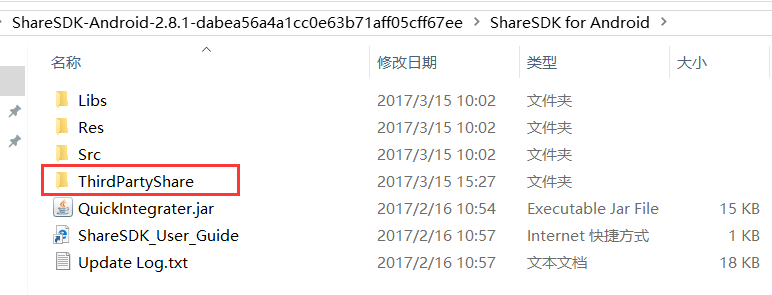 ShareSDK-Android-2.8.1-dabea56a4a1cc0e63b71aff05cff67ee > ShareSDK for Android >
名称 修改日期 类型 大小
Libs 2017/3/15 10:02 文件夹
Res 2017/3/15 10:02 文件夹
Src 2017/3/15 10:02 文件夹
ThirdPartyShare 2017/3/15 15:27 文件夹
QuickIntegrater.jar 2017/2/16 10:54 Executable Jar File 15 KB
ShareSDK_User_Guide 2017/2/16 10:57 Internet 快捷方式 1 KB
Update Log.txt 2017/2/16 10:57 文本文档 18 KB